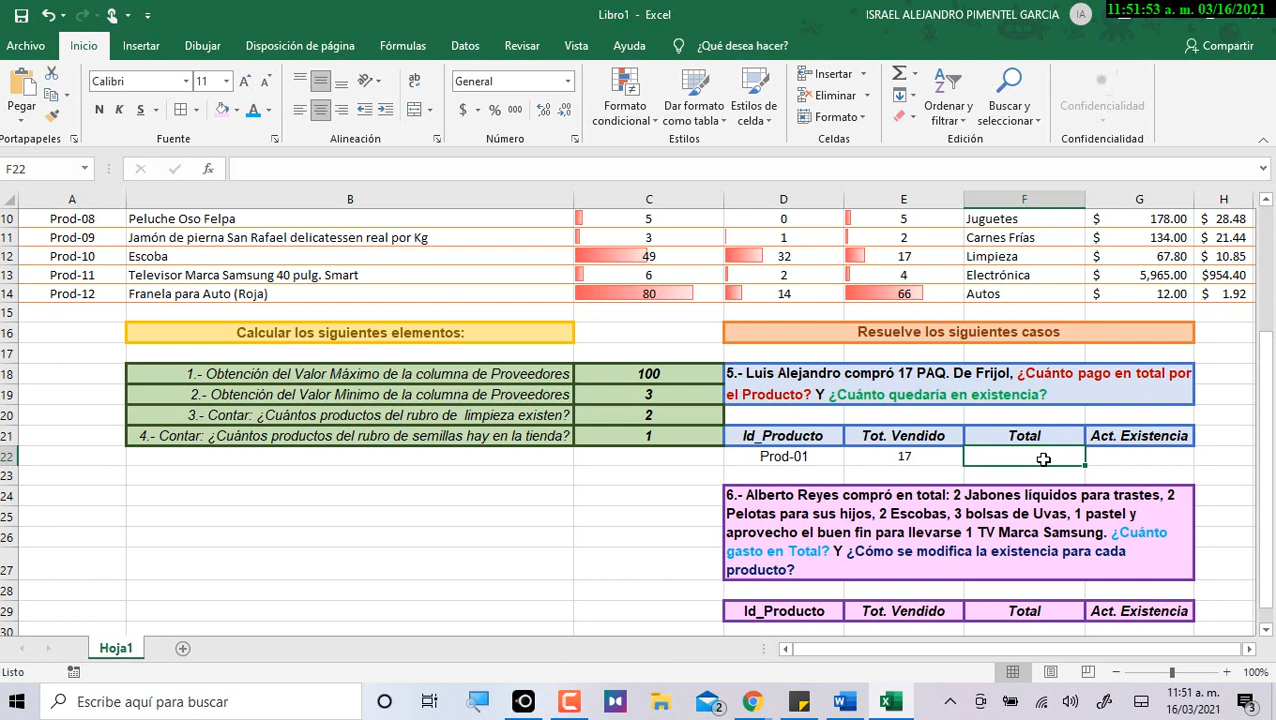 Libro1 - Excel
ISRAEL ALEJANDRO PIMENTEL GARCIA
IA
11:51:53 a. m. 03/16/2021
Archivo Inicio Insertar Dibujar Disposición de página Fórmulas Datos Revisar Vista Ayuda ¿Qué desea hacer? Compartir
Pegar
Calibri 11
N K S
General
$ % 000
Formato condicional
Dar formato como tabla
Estilos de celda
Insertar
Eliminar
Formato
Ordenar y filtrar
Buscar y seleccionar
Confidencialidad
Portapapeles Fuente Alineación Número Estilos Celdas Edición Confidencialidad
F22 fx
A B C D E F G H
10 Prod-08 Peluche Oso Felpa 5 0 5 Juguetes $ 178.00 $ 28.48
11 Prod-09 Jamón de pierna San Rafael delicatessen real por Kg 3 1 2 Carnes Frías $ 134.00 $ 21.44
12 Prod-10 Escoba 49 32 17 Limpieza $ 67.80 $ 10.85
13 Prod-11 Televisor Marca Samsung 40 pulg. Smart 6 2 4 Electrónica $ 5,965.00 $954.40
14 Prod-12 Franela para Auto (Roja) 80 14 66 Autos $ 12.00 $ 1.92
15
16 Calcular los siguientes elementos: Resuelve los siguientes casos
17
18 1.- Obtención del Valor Máximo de la columna de Proveedores 100 5.- Luis Alejandro compró 17 PAQ. De Frijol, ¿Cuánto pago en total por
19 2.- Obtención del Valor Mínimo de la columna de Proveedores 3 el Producto? Y ¿Cuánto quedaría en existencia?
20 3.- Contar: ¿Cuántos productos del rubro de limpieza existen? 2
21 4.- Contar: ¿Cuántos productos del rubro de semillas hay en la tienda? 1 Id_Producto Tot. Vendido Total Act. Existencia
22 Prod-01 17
23
24 6.- Alberto Reyes compró en total: 2 Jabones líquidos para trastes, 2
25 Pelotas para sus hijos, 2 Escobas, 3 bolsas de Uvas, 1 pastel y
26 aprovecho el buen fin para llevarse 1 TV Marca Samsung. ¿Cuánto
gasto en Total? Y ¿Cómo se modifica la existencia para cada
27 producto?
28
29 Id_Producto Tot. Vendido Total Act. Existencia
30
Hoja1
Listo
100%
Escribe aquí para buscar
2
11:51 a. m.
16/03/2021
3